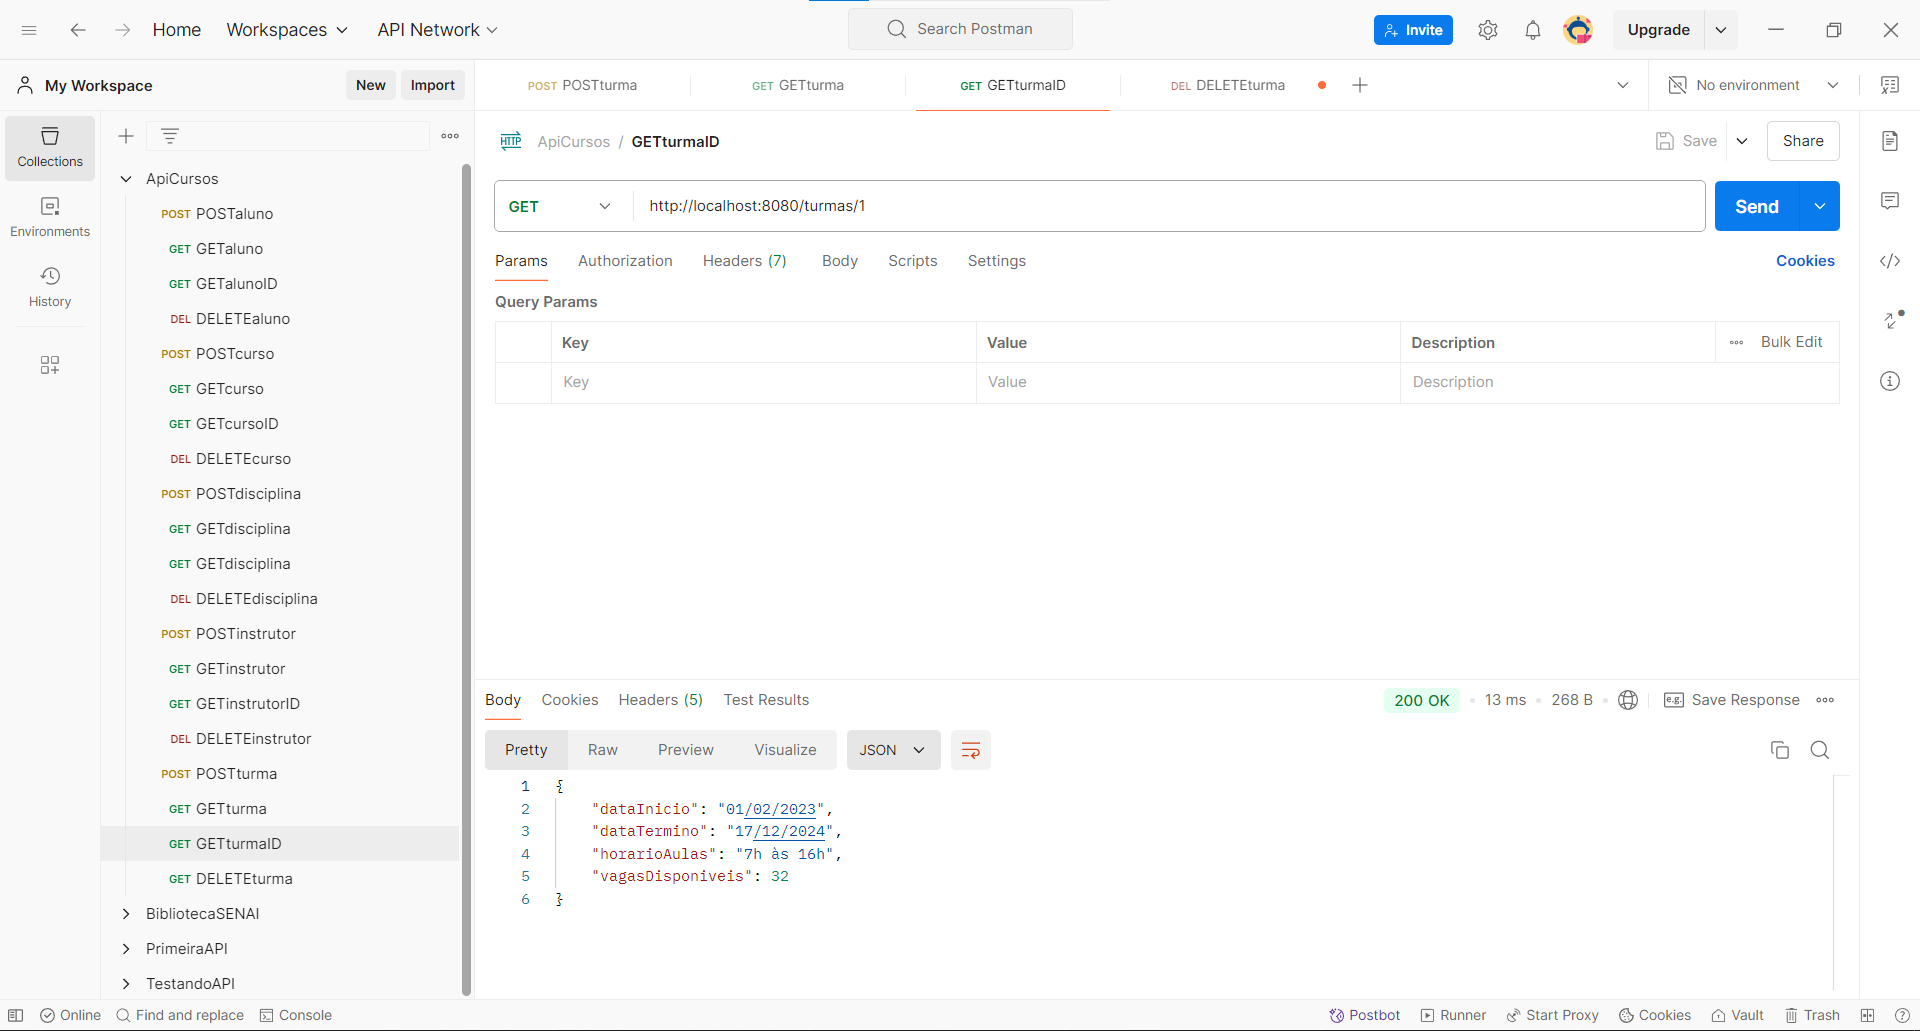 Home Workspaces API Network Search Postman Invite Upgrade
My Workspace New Import
POST POSTturma GET GETturma GET GETturmaID DEL DELETEturma No environment
Collections
Environments
History
ApiCursos
POST POSTaluno
GET GETaluno
GET GETalunoID
DEL DELETEaluno
POST POSTcurso
GET GETcurso
GET GETcursoID
DEL DELETEcurso
POST POSTdisciplina
GET GETdisciplina
GET GETdisciplina
DEL DELETEdisciplina
POST POSTinstrutor
GET GETinstrutor
GET GETinstrutorID
DEL DELETEinstrutor
POST POSTturma
GET GETturma
GET GETturmaID
GET DELETEturma
BibliotecaSENAI
PrimeiraAPI
TestandoAPI
HTTP ApiCursos / GETturmaID Save Share
GET http://localhost:8080/turmas/1 Send
Params Authorization Headers (7) Body Scripts Settings Cookies
Query Params
Key Value Description Bulk Edit
Key Value Description
Body Cookies Headers (5) Test Results 200 OK 13 ms 268 B e.g. Save Response
Pretty Raw Preview Visualize JSON
1 {
2 "dataInicio": "01/02/2023",
3 "dataTermino": "17/12/2024",
4 "horarioAulas": "7h às 16h",
5 "vagasDisponiveis": 32
6 }
Online Find and replace Console Postbot Runner Start Proxy Cookies Vault Trash